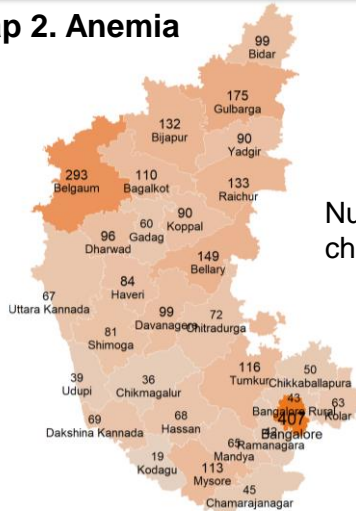 ap 2. Anemia
99
Bidar
175
Gulbarga
132
Bijapur
90
Yadgir
293
Belgaum
110
Bagalkot
133
Raichur
Nu
ch
90
Koppal
60
Gadag
96
Dharwad
149
Bellary
84
Haveri
67
Uttara Kannada
99
Davanagere
72
Chitradurga
81
Shimoga
116
Tumkur
50
Chikkaballapura
39
Udupi
36
Chikmagalur
43
Bangalore Rural
63
Kolar
407
Bangalore
69
Dakshina Kannada
68
Hassan
Ramanagara
65
Mandya
19
Kodagu
113
Mysore
45
Chamarajanagar